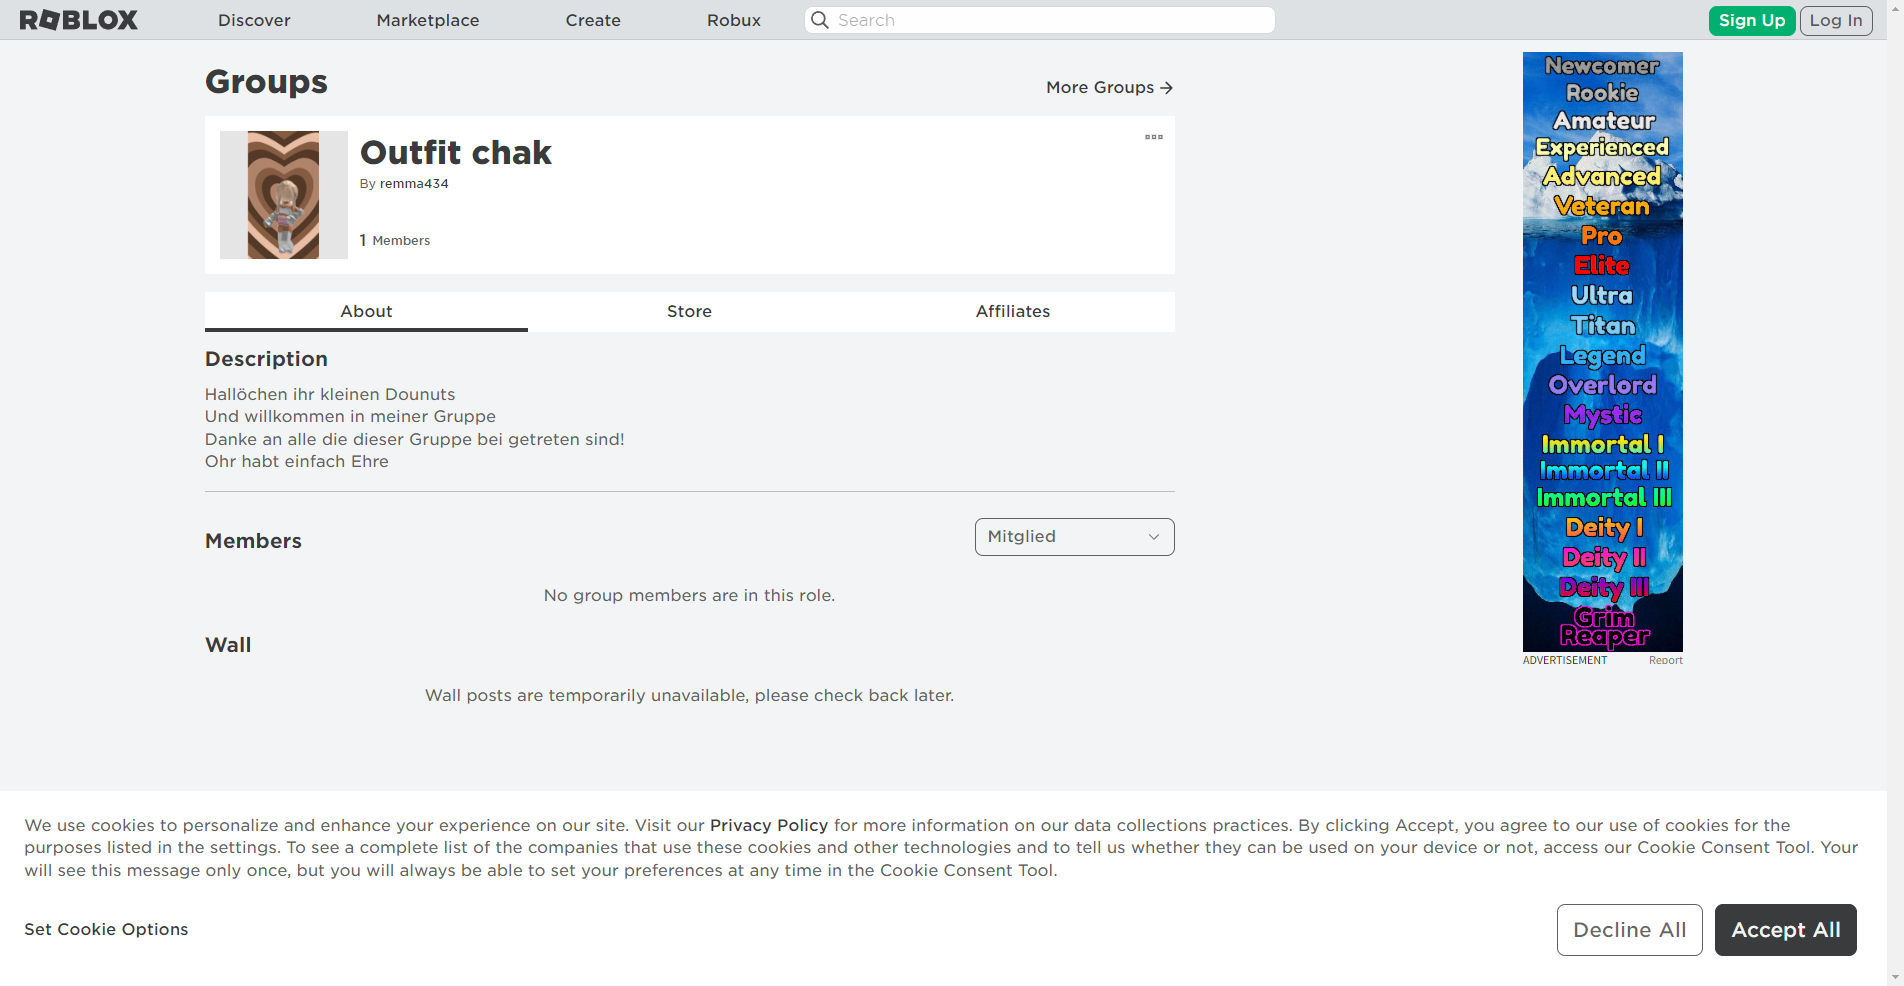 ROBLOX
Discover
Marketplace
Create
Robux
Search
Sign Up
Log In
Groups
More Groups
Outfit chak
By remma434
1 Members
About
Store
Affiliates
Description
Hallöchen ihr kleinen Dounuts
Und willkommen in meiner Gruppe
Danke an alle die dieser Gruppe bei getreten sind!
Ohr habt einfach Ehre
Members
Mitglied
No group members are in this role.
Wall
Wall posts are temporarily unavailable, please check back later.
Newcomer
Rookie
Amateur
Experienced
Advanced
Veteran
Pro
Elite
Ultra
Titan
Legend
Overlord
Mystic
Immortal I
Immortal II
Immortal III
Deity I
Deity II
Deity III
Grim
Reaper
ADVERTISEMENT
Report
We use cookies to personalize and enhance your experience on our site. Visit our Privacy Policy for more information on our data collections practices. By clicking Accept, you agree to our use of cookies for the
purposes listed in the settings. To see a complete list of the companies that use these cookies and other technologies and to tell us whether they can be used on your device or not, access our Cookie Consent Tool. Your
will see this message only once, but you will always be able to set your preferences at any time in the Cookie Consent Tool.
Set Cookie Options
Decline All
Accept All